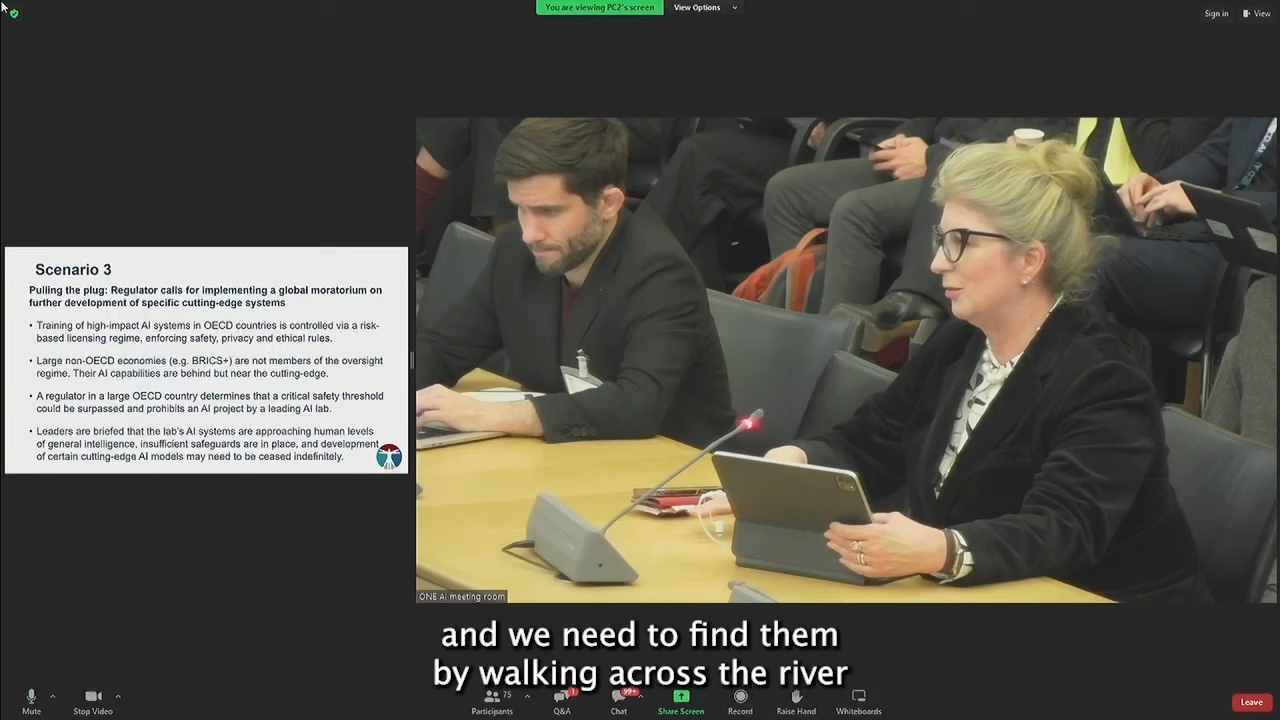 You are viewing PC2's screen
View Options
Sign in
View
Scenario 3
Pulling the plug: Regulator calls for implementing a global moratorium on
further development of specific cutting-edge systems
• Training of high-impact AI systems in OECD countries is controlled via a risk-
based licensing regime, enforcing safety, privacy and ethical rules.
• Large non-OECD economies (e.g. BRICS+) are not members of the oversight
regime. Their AI capabilities are behind but near the cutting-edge.
• A regulator in a large OECD country determines that a critical safety threshold
could be surpassed and prohibits an AI project by a leading AI lab.
• Leaders are briefed that the lab's AI systems are approaching human levels
of general intelligence, insufficient safeguards are in place, and development
of certain cutting-edge AI models may need to be ceased indefinitely.
ONE AI meeting room
and we need to find them
by walking across the river
75
1
99+
Mute
Stop Video
Participants
Q&A
Chat
Share Screen
Record
Raise Hand
Whiteboards
Leave